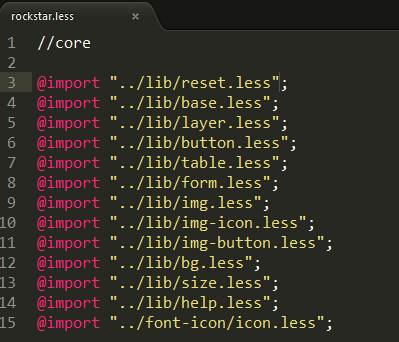 rockstar.less ×
1 //core
2
3 @import "../lib/reset.less";
4 @import "../lib/base.less";
5 @import "../lib/layer.less";
6 @import "../lib/button.less";
7 @import "../lib/table.less";
8 @import "../lib/form.less";
9 @import "../lib/img.less";
10 @import "../lib/img-icon.less";
11 @import "../lib/img-button.less";
12 @import "../lib/bg.less";
13 @import "../lib/size.less";
14 @import "../lib/help.less";
15 @import "../font-icon/icon.less";